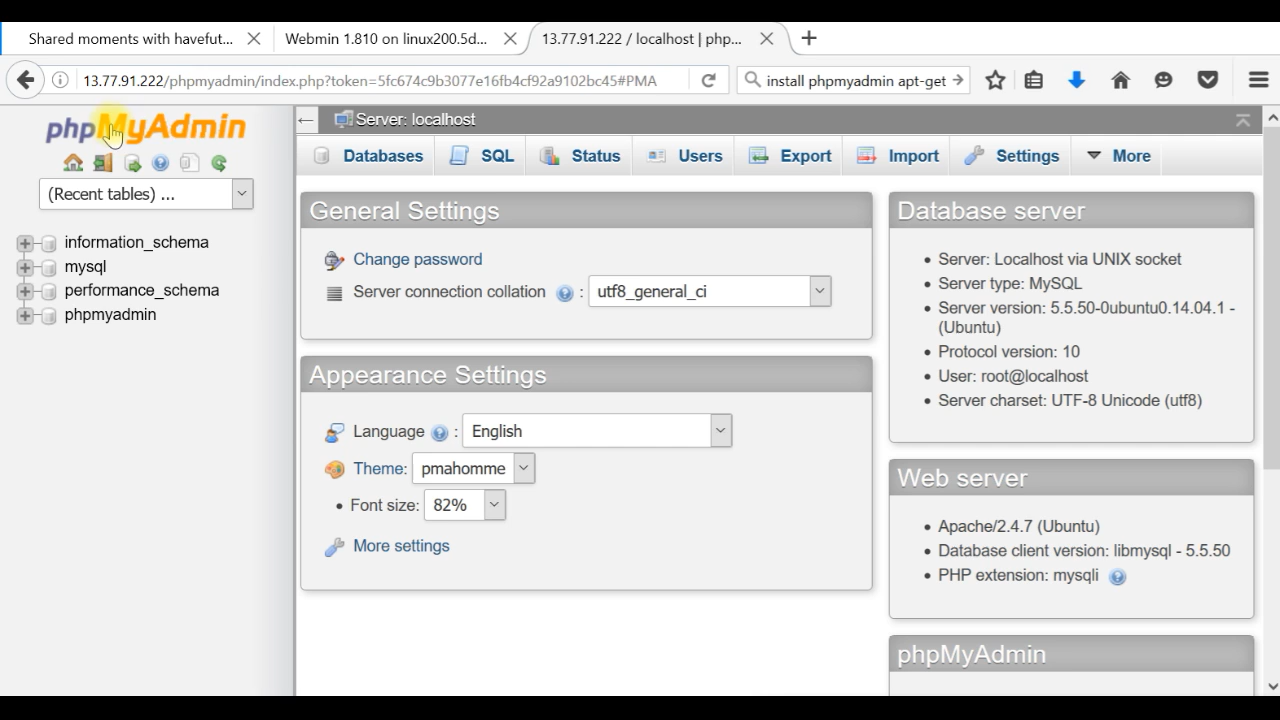 Shared moments with havefut...
Webmin 1.810 on linux200.5d...
13.77.91.222 / localhost | php...
13.77.91.222/phpmyadmin/index.php?token=5fc674c9b3077e16fb4cf92a9102bc45#PMA
install phpmyadmin apt-get
phpMyAdmin
(Recent tables) ...
information_schema
mysql
performance_schema
phpmyadmin
Server: localhost
Databases
SQL
Status
Users
Export
Import
Settings
More
General Settings
Change password
Server connection collation : utf8_general_ci
Appearance Settings
Language : English
Theme: pmahomme
• Font size: 82%
More settings
Database server
• Server: Localhost via UNIX socket
• Server type: MySQL
• Server version: 5.5.50-0ubuntu0.14.04.1 -
(Ubuntu)
• Protocol version: 10
• User: root@localhost
• Server charset: UTF-8 Unicode (utf8)
Web server
• Apache/2.4.7 (Ubuntu)
• Database client version: libmysql - 5.5.50
• PHP extension: mysqli
phpMyAdmin